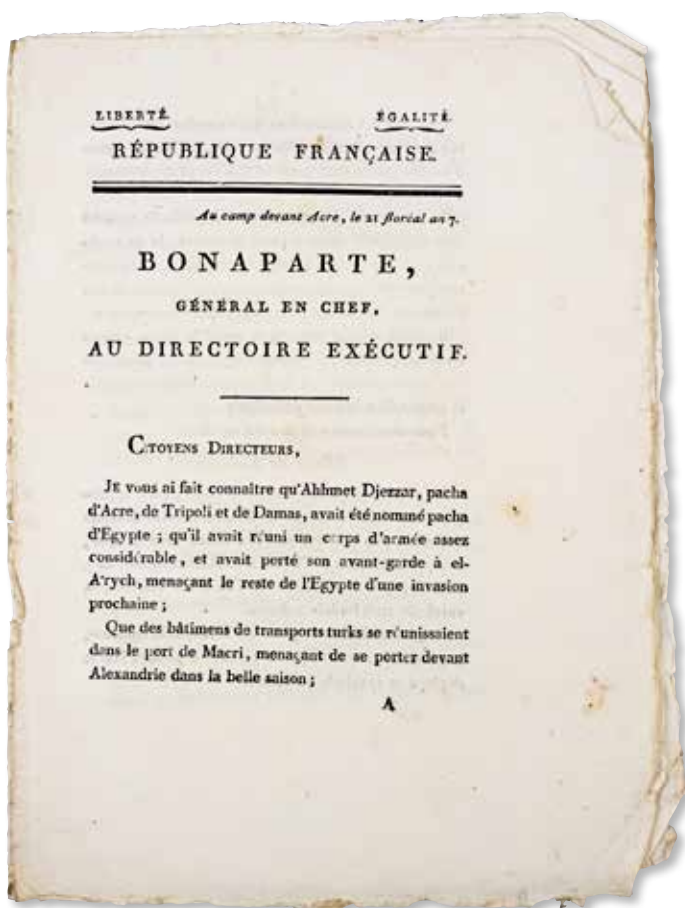 LIBERTÉ. ÉGALITÉ.
RÉPUBLIQUE FRANÇAISE.
Au camp devant Acre, le 21 floréal an 7.
BONAPARTE,
GÉNÉRAL EN CHEF,
AU DIRECTOIRE EXÉCUTIF.
CITOYENS DIRECTEURS,
JE vous ai fait connaître qu'Ahhmet Djezzar, pacha
d'Acre, de Tripoli et de Damas, avait été nommé pacha
d'Egypte ; qu'il avait réuni un corps d'armée assez
considérable, et avait porté son avant-garde à el-
A'rych, menaçant le reste de l'Egypte d'une invasion
prochaine ;
Que des bâtimens de transports turks se réunissaient
dans le port de Macri, menaçant de se porter devant
Alexandrie dans la belle saison ;
A